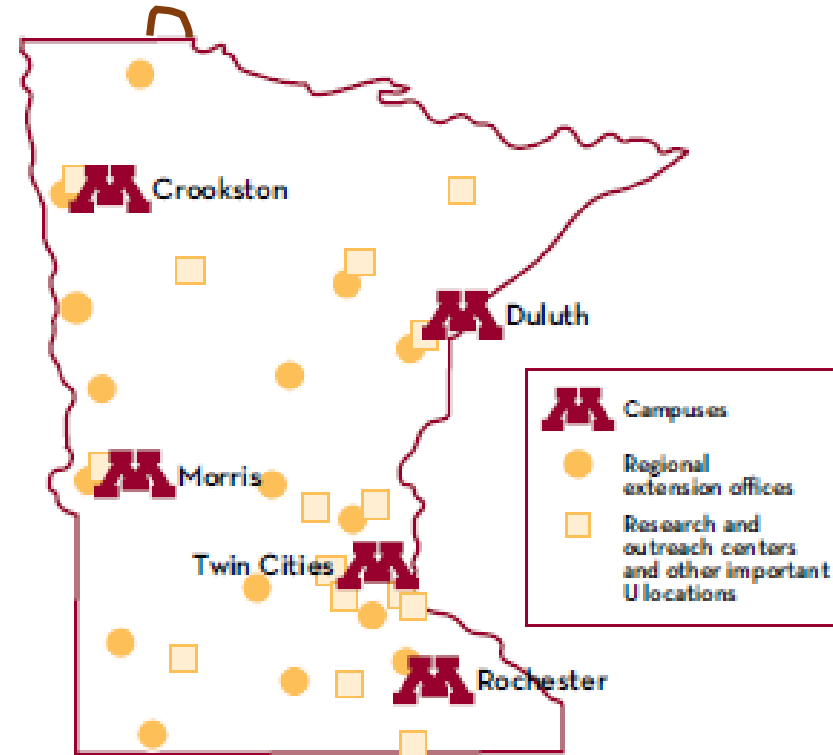 Crookston
Duluth
Campuses
Regional
extension offices
Morris
Research and
outreach centers
and other important
U locations
Twin Cities
Rochester